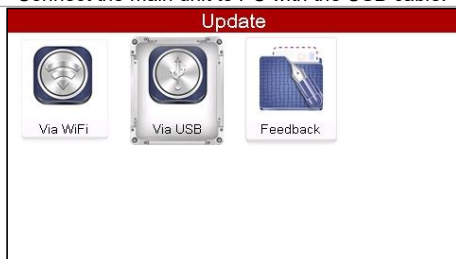 Connect the main unit to PC with the USB cable.
Update
Via WiFi
Via USB
Feedback